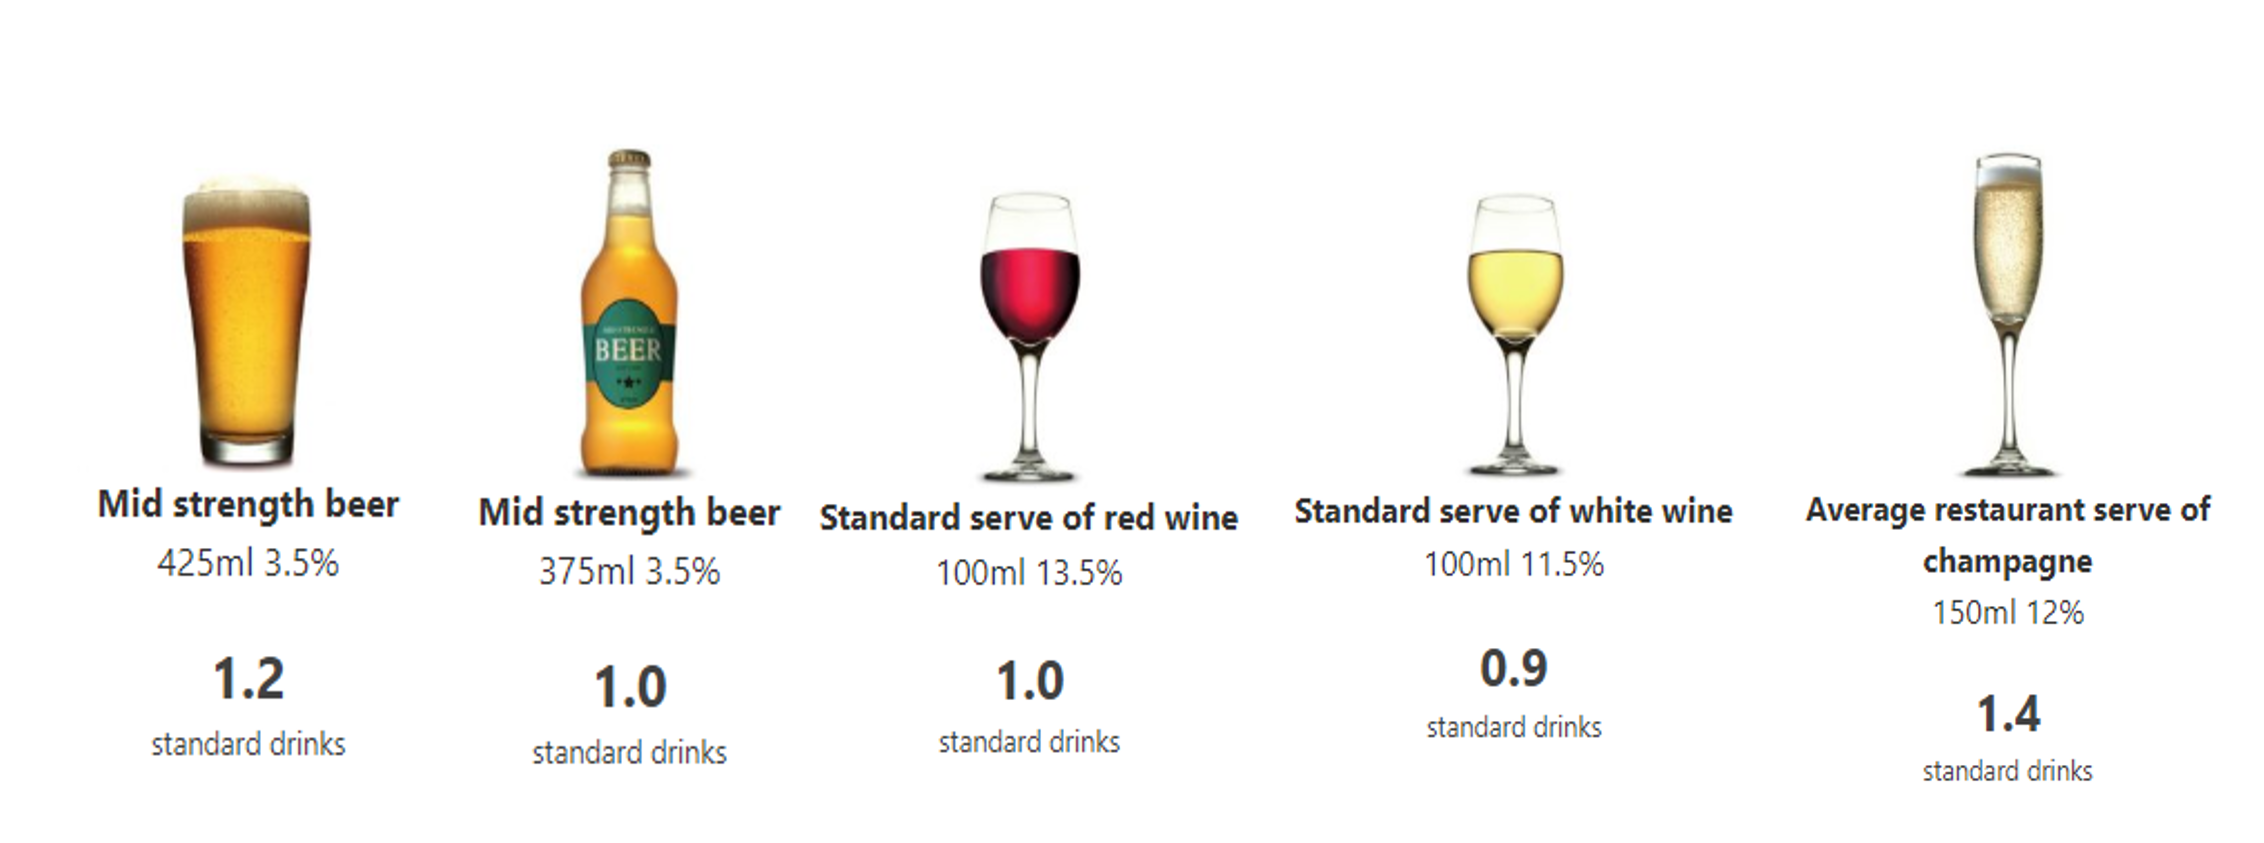 BEER
Mid strength beer
425ml 3.5%
1.2
standard drinks
Mid strength beer
375ml 3.5%
1.0
standard drinks
Standard serve of red wine
100ml 13.5%
1.0
standard drinks
Standard serve of white wine
100ml 11.5%
0.9
standard drinks
Average restaurant serve of
champagne
150ml 12%
1.4
standard drinks